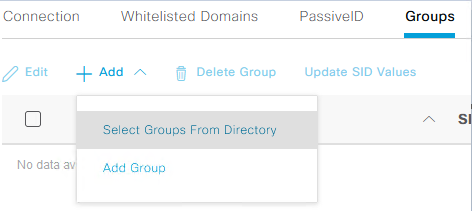 Connection Whitelisted Domains PassiveID Groups
Edit Add Delete Group Update SID Values
Select Groups From Directory
No data
Add Group